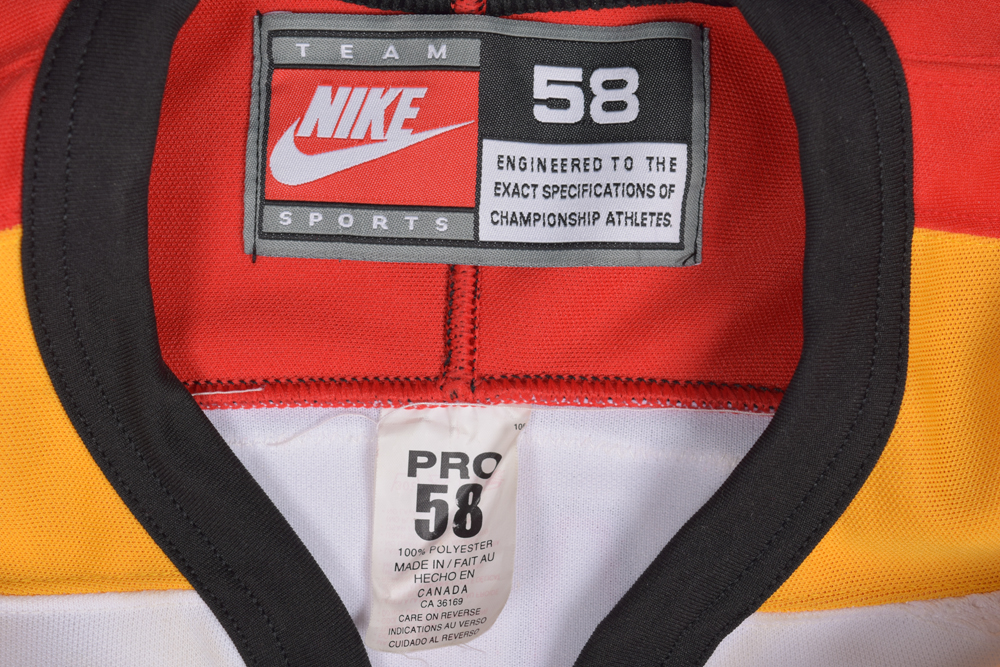 TEAM
NIKE
SPORTS
58
ENGINEERED TO THE
EXACT SPECIFICATIONS OF
CHAMPIONSHIP ATHLETES.
PRO
58
100% POLYESTER
MADE IN / FAIT AU
HECHO EN
CANADA
CA 36169
CARE ON REVERSE
INDICATIONS AU VERSO
CUIDADO AL REVERSO